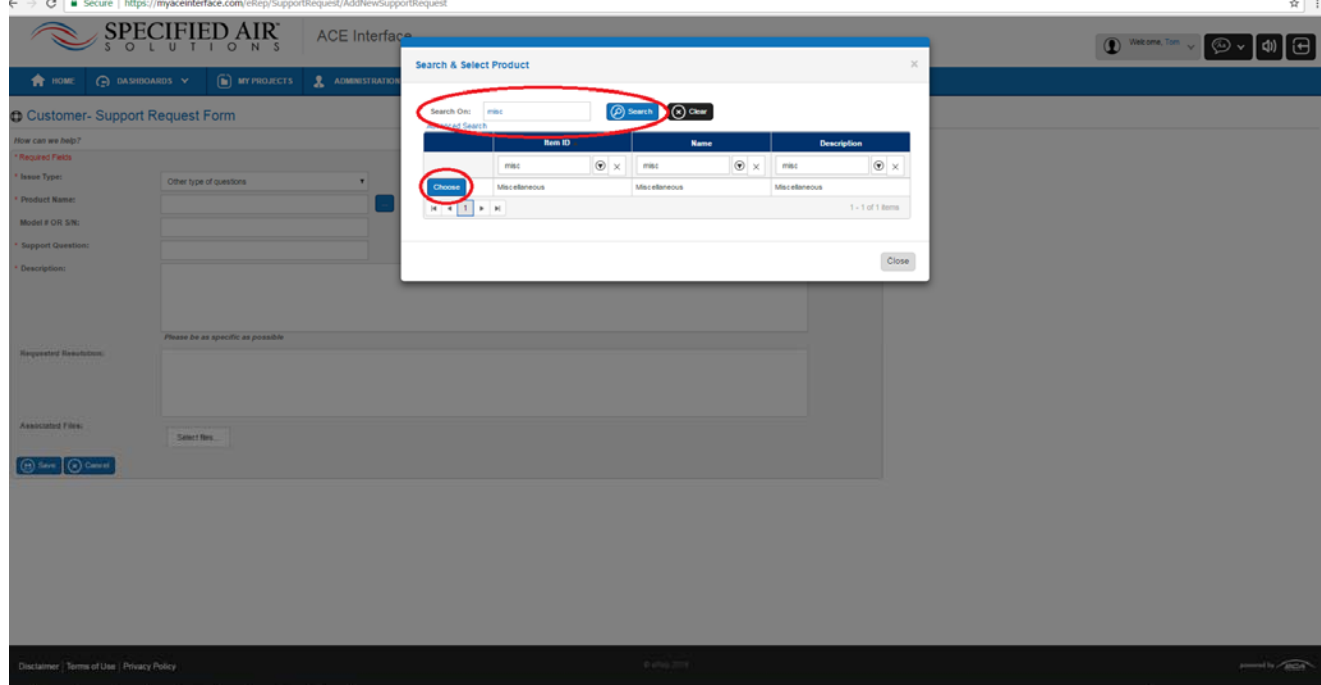 Secure | https://myaceinterface.com/eRep/SupportRequest/AddNewSupportRequest
SPECIFIED AIR
SOLUTIONS
ACE Interface
Welcome, Tom
HOME
DASHBOARDS
MY PROJECTS
ADMINISTRATION
Search & Select Product
Search On:
misc
Search
Clear
Advanced Search
Item ID
Name
Description
misc
misc
misc
Choose
Miscellaneous
Miscellaneous
Miscellaneous
1
1 - 1 of 1 items
Close
Customer- Support Request Form
How can we help?
* Required Fields
* Issue Type:
Other type of questions
* Product Name:
...
Model # OR S/N:
* Support Question:
* Description:
Please be as specific as possible
Requested Resolution:
Associated Files:
Select files...
Save
Cancel
Disclaimer | Terms of Use | Privacy Policy
powered by